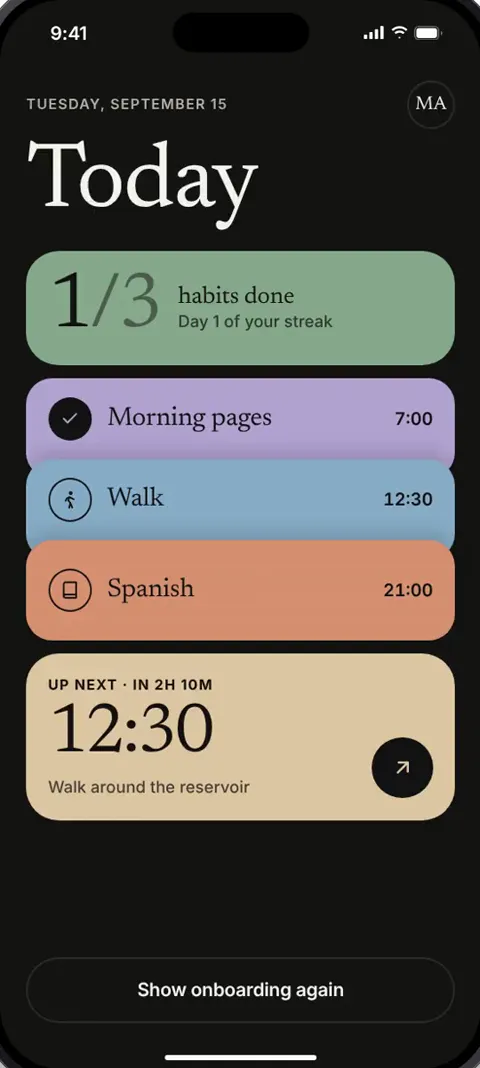 9:41
TUESDAY, SEPTEMBER 15
MA
Today
1/3
habits done
Day 1 of your streak
Morning pages 7:00
Walk 12:30
Spanish 21:00
UP NEXT · IN 2H 10M
12:30
Walk around the reservoir
Show onboarding again